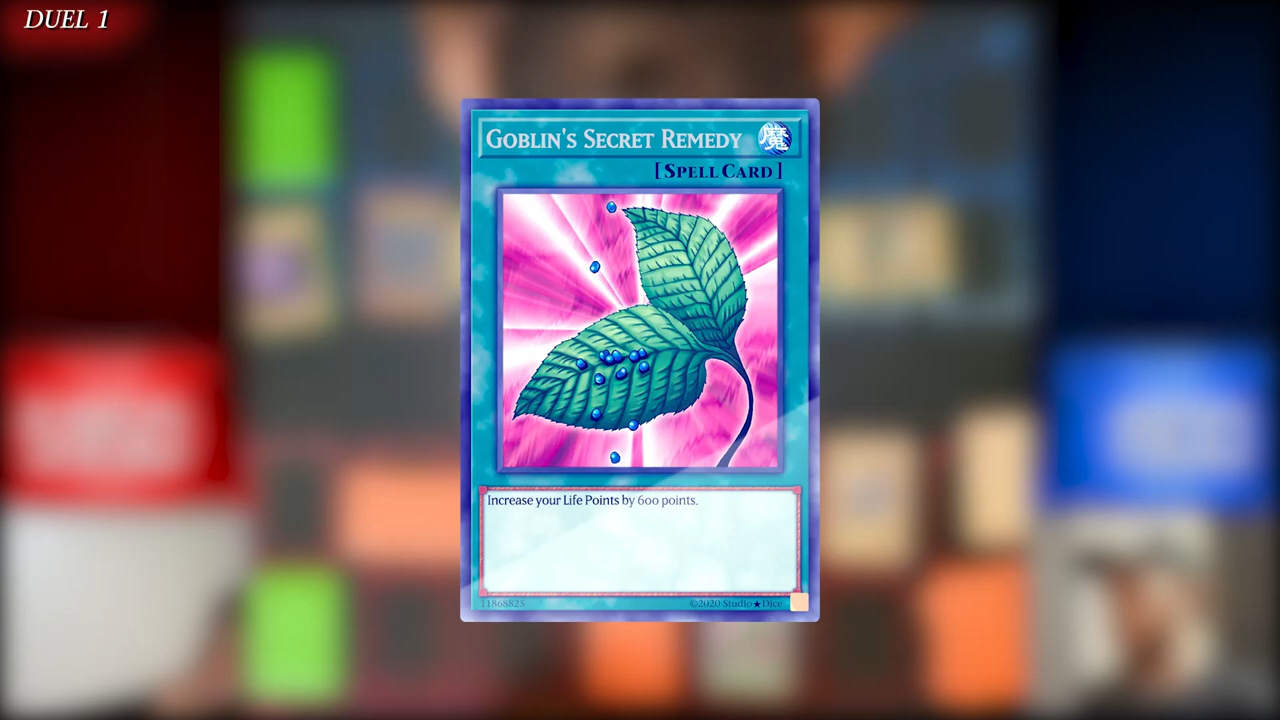 DUEL 1
GOBLIN'S SECRET REMEDY 魔
[SPELL CARD]
Increase your Life Points by 600 points.
11868825 ©2020 Studio★Dice